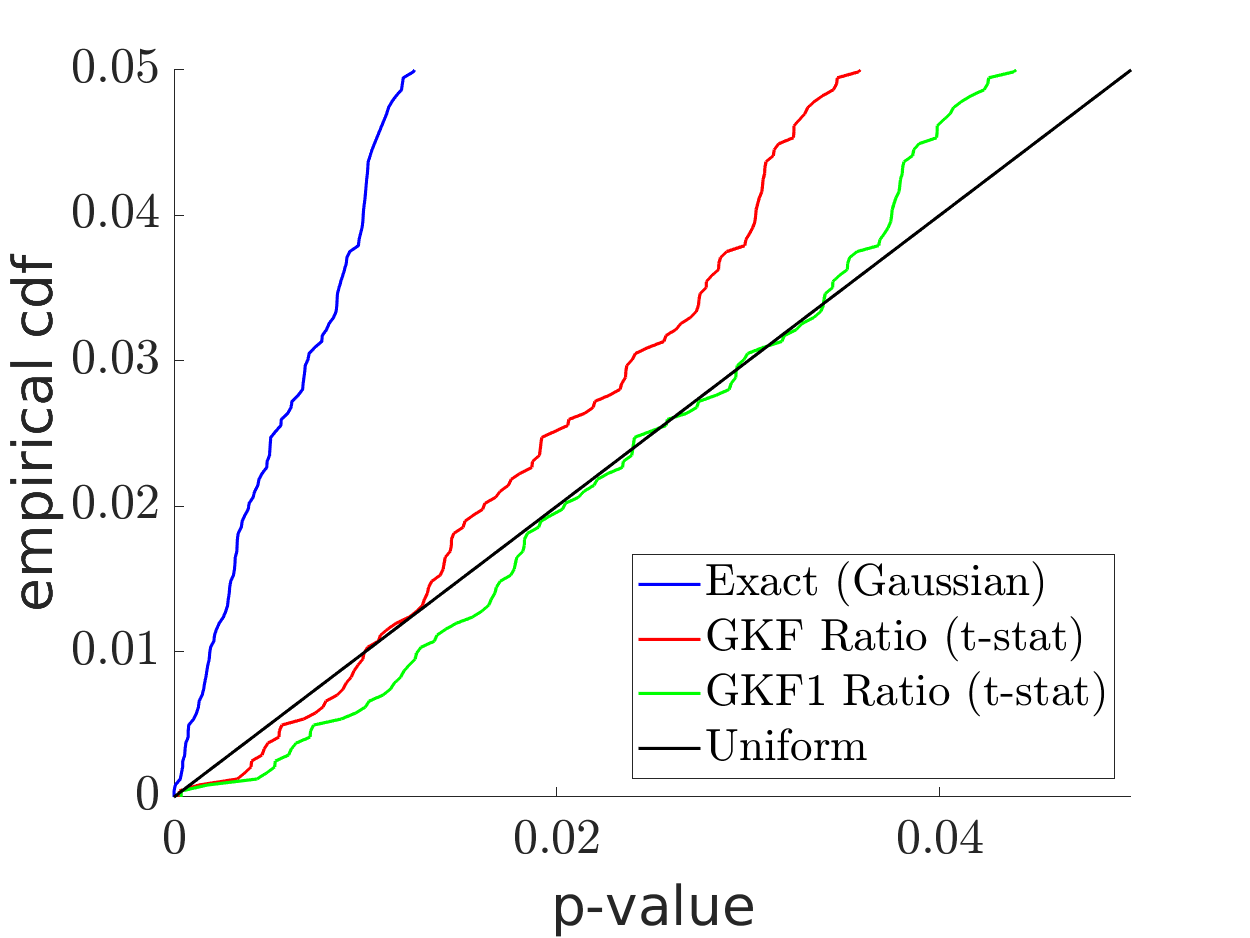 0.05
0.04
0.03
0.02
0.01
0
empirical cdf
Exact (Gaussian)
GKF Ratio (t-stat)
GKF1 Ratio (t-stat)
Uniform
0 0.02 0.04
p-value